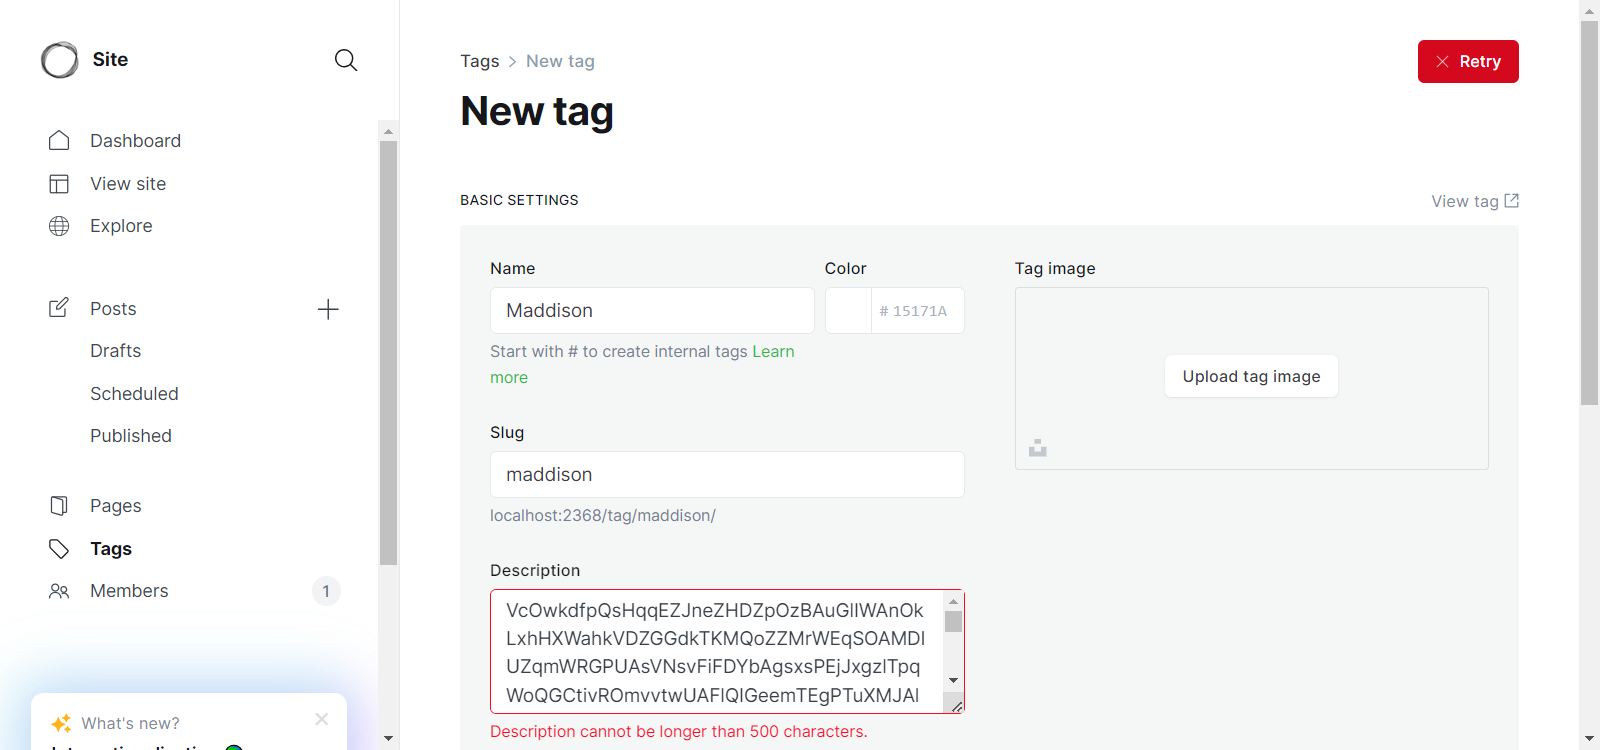 Site
Dashboard
View site
Explore
Posts
Drafts
Scheduled
Published
Pages
Tags
Members
1
What's new?
Tags > New tag
Retry
New tag
BASIC SETTINGS
View tag
Name
Maddison
Start with # to create internal tags Learn
more
Color
# 15171A
Slug
maddison
localhost:2368/tag/maddison/
Description
VcOwkdfpQsHqqEZJneZHDZpOzBAuGlIWAnOk
LxhHXWahkVDZGGdkTKMQoZZMrWEqSOAMDI
UZqmWRGPUAsVNsvFiFDYbAgsxsPEjJxgzITpq
WoQGCtivROmvvtwUAFlQIGeemTEgPTuXMJAl
Description cannot be longer than 500 characters.
Tag image
Upload tag image